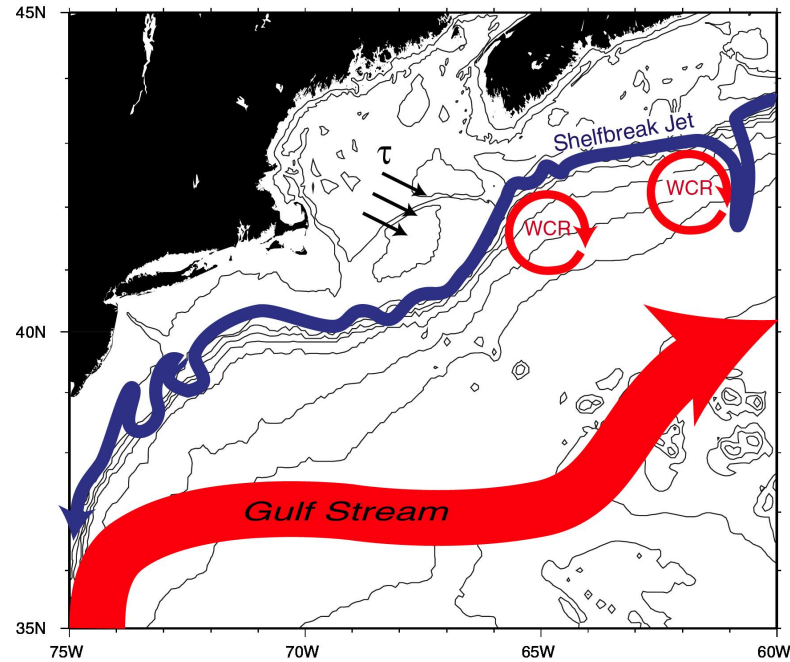 45N
Shelfbreak Jet
τ
WCR
WCR
40N
Gulf Stream
35N
75W
70W
65W
60W